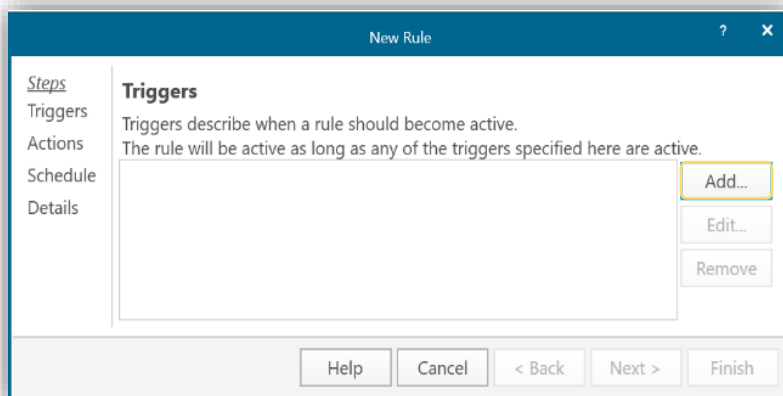 New Rule
?
×
Steps
Triggers
Actions
Schedule
Details
Triggers
Triggers describe when a rule should become active.
The rule will be active as long as any of the triggers specified here are active.
Add...
Edit...
Remove
Help
Cancel
< Back
Next >
Finish